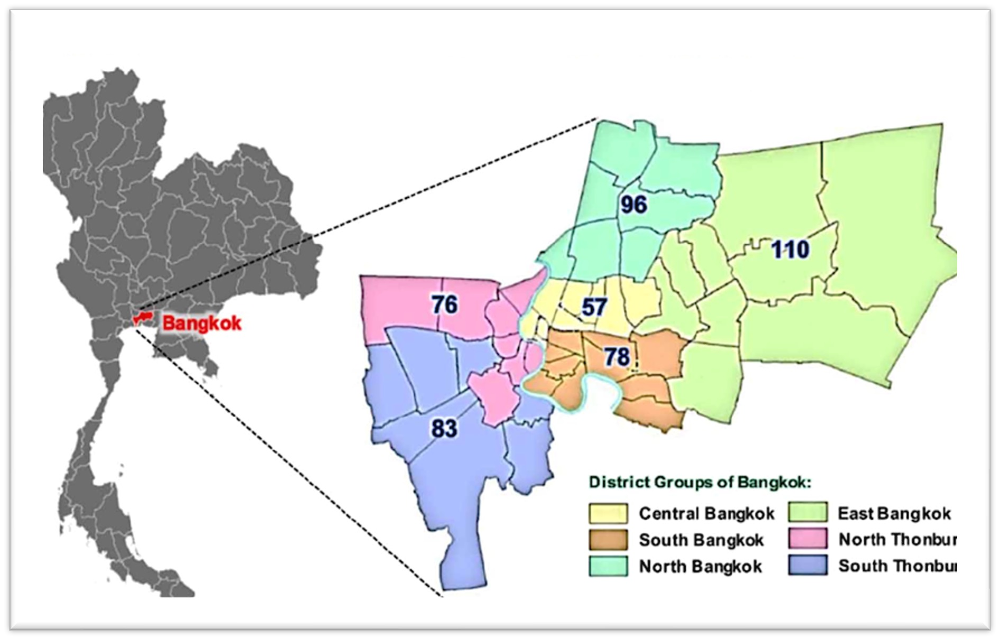 Bangkok
96
110
76
57
78
83
District Groups of Bangkok:
Central Bangkok
East Bangkok
South Bangkok
North Thonbur
North Bangkok
South Thonbur